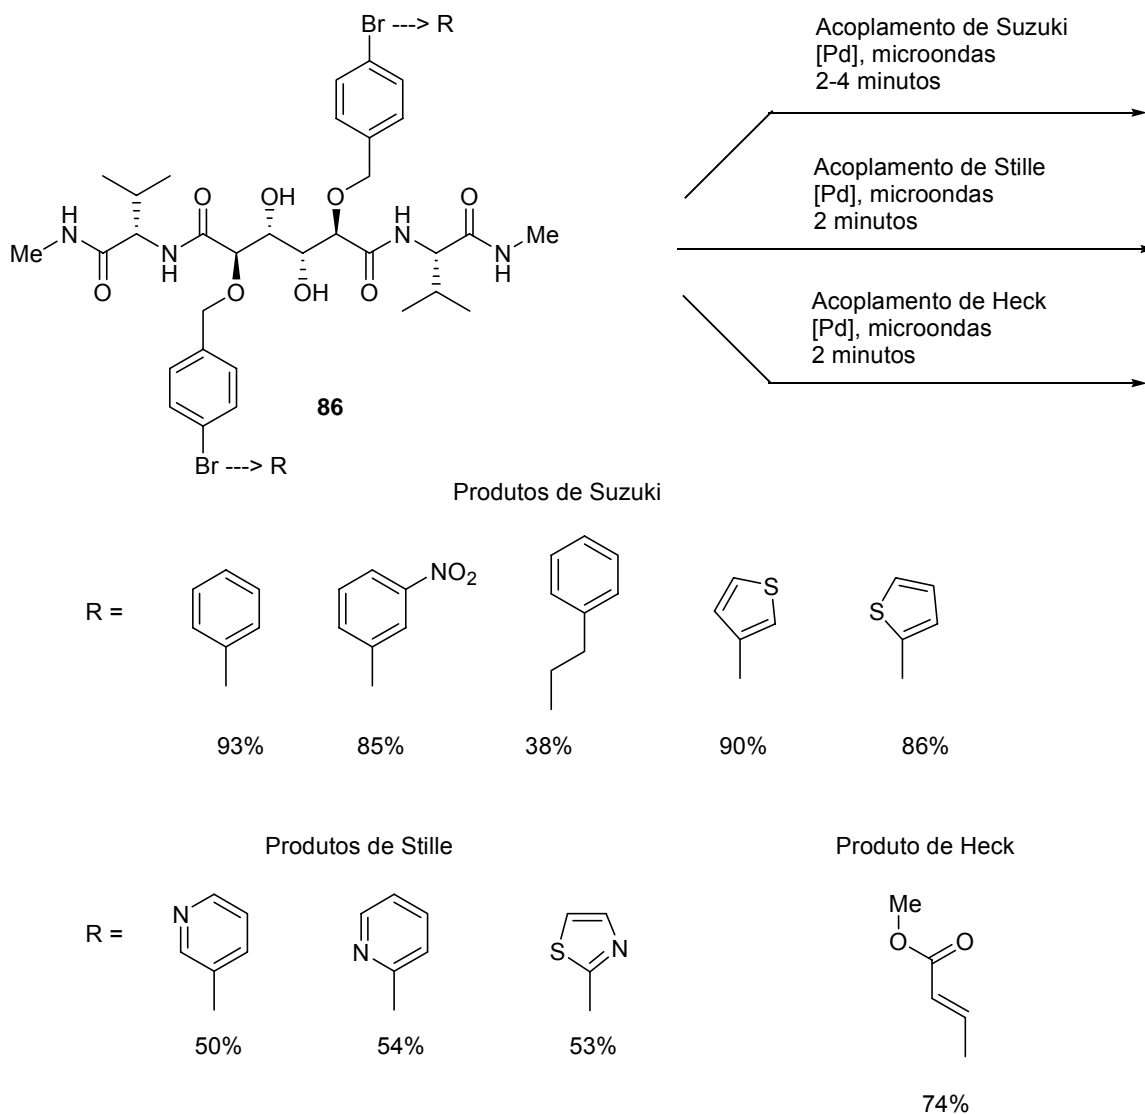 Br ---> R
Acoplamento de Suzuki
[Pd], microondas
2-4 minutos
Acoplamento de Stille
[Pd], microondas
2 minutos
Acoplamento de Heck
[Pd], microondas
2 minutos
O OH O H O
H N Me
Me N N N
O H O OH O H
86
Br ---> R
Produtos de Suzuki
R =
NO2
S
S
93% 85% 38% 90% 86%
Produtos de Stille
Produto de Heck
R =
N
N
S N
Me
O O
50% 54% 53%
74%